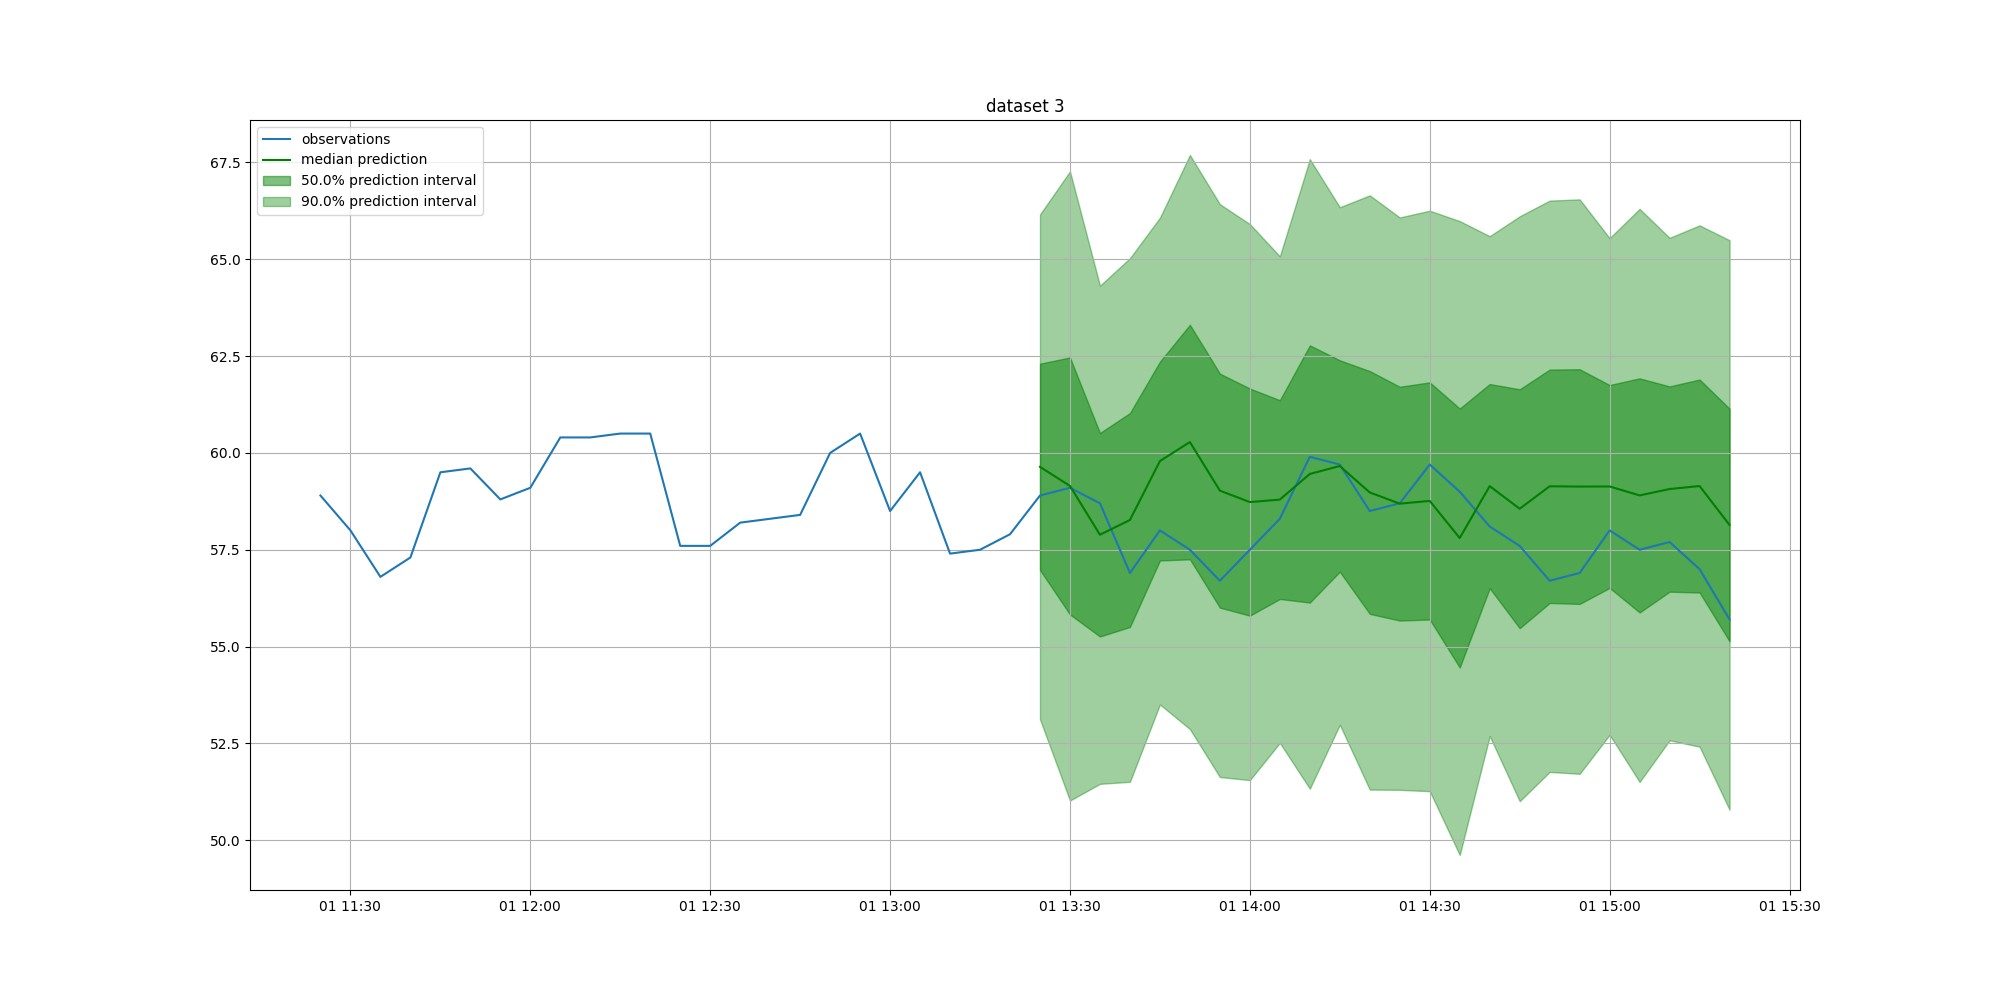 dataset 3
observations
median prediction
50.0% prediction interval
90.0% prediction interval
67.5
65.0
62.5
60.0
57.5
55.0
52.5
50.0
01 11:30 01 12:00 01 12:30 01 13:00 01 13:30 01 14:00 01 14:30 01 15:00 01 15:30